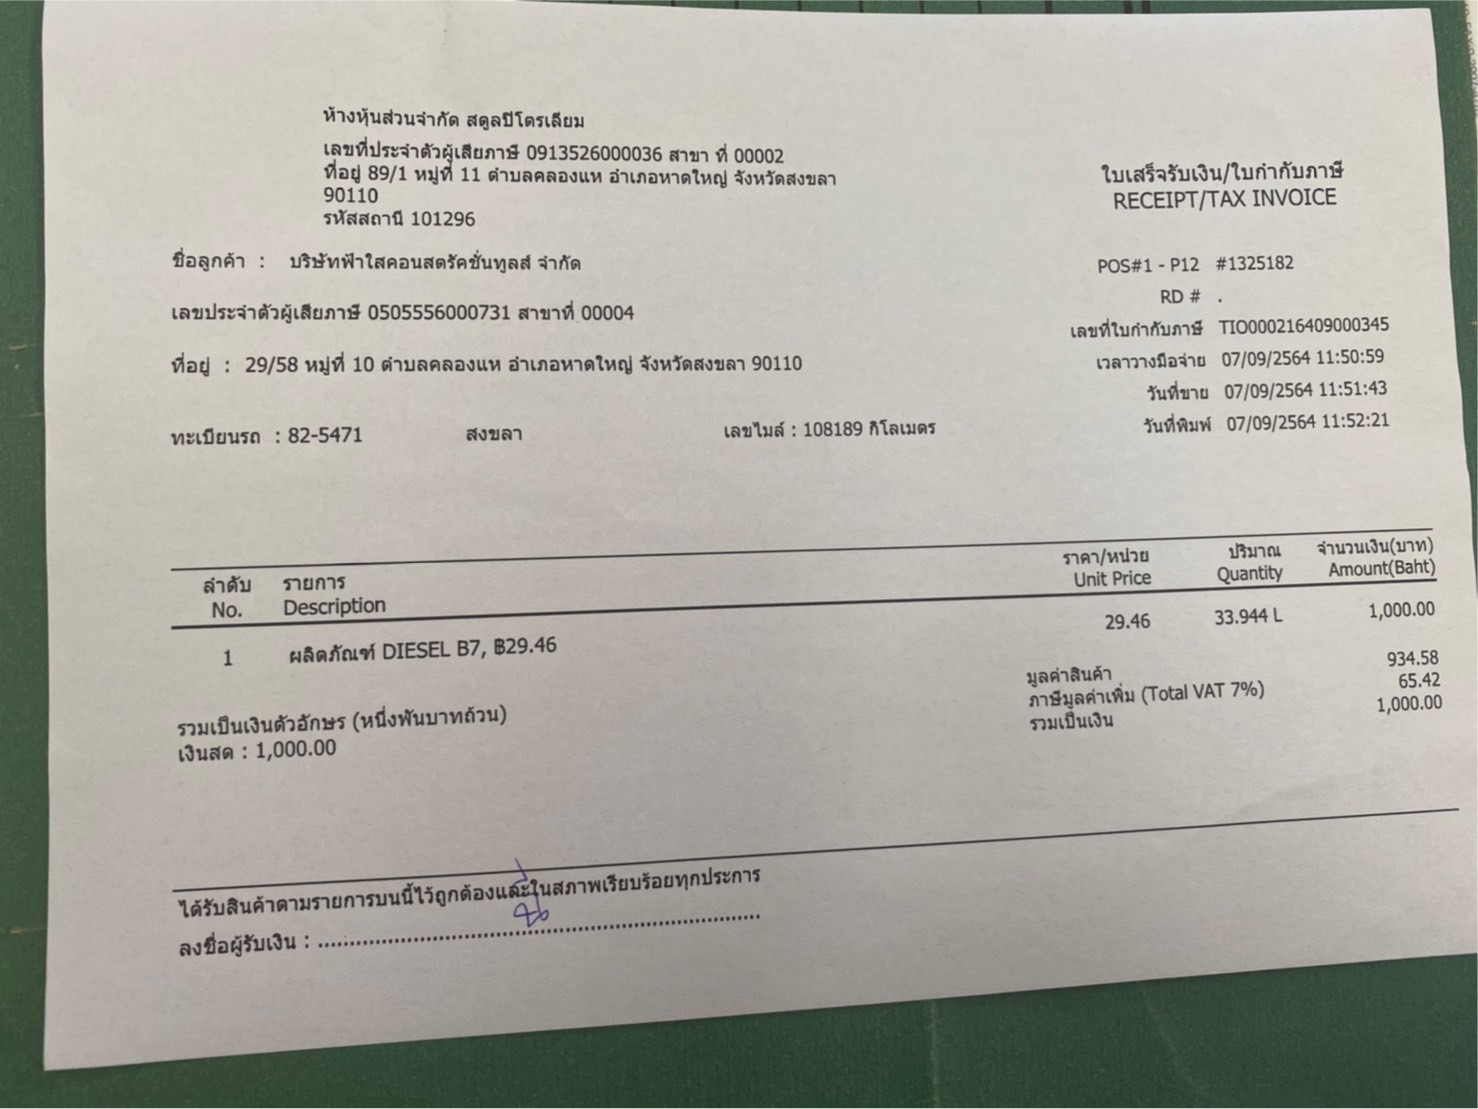 ห้างหุ้นส่วนจำกัด สตูลปิโตรเลียม
เลขที่ประจำตัวผู้เสียภาษี 0913526000036 สาขา ที่ 00002
ที่อยู่ 89/1 หมู่ที่ 11 ตำบลคลองแห อำเภอหาดใหญ่ จังหวัดสงขลา
90110
รหัสสถานี 101296
ใบเสร็จรับเงิน/ใบกำกับภาษี
RECEIPT/TAX INVOICE
ชื่อลูกค้า : บริษัทฟ้าใสคอนสตรัคชั่นทูลส์ จำกัด
POS#1 - P12 #1325182
RD # .
เลขประจำตัวผู้เสียภาษี 0505556000731 สาขาที่ 00004
เลขที่ใบกำกับภาษี TIO000216409000345
ที่อยู่ : 29/58 หมู่ที่ 10 ตำบลคลองแห อำเภอหาดใหญ่ จังหวัดสงขลา 90110
เวลาวางมือจ่าย 07/09/2564 11:50:59
วันที่ขาย 07/09/2564 11:51:43
ทะเบียนรถ : 82-5471 สงขลา เลขไมล์ : 108189 กิโลเมตร
วันที่พิมพ์ 07/09/2564 11:52:21
ลำดับ รายการ ราคา/หน่วย ปริมาณ จำนวนเงิน(บาท)
No. Description Unit Price Quantity Amount(Baht)
1 ผลิตภัณฑ์ DIESEL B7, ฿29.46 29.46 33.944 L 1,000.00
มูลค่าสินค้า 934.58
ภาษีมูลค่าเพิ่ม (Total VAT 7%) 65.42
รวมเป็นเงิน 1,000.00
รวมเป็นเงินตัวอักษร (หนึ่งพันบาทถ้วน)
เงินสด : 1,000.00
ได้รับสินค้าตามรายการบนนี้ไว้ถูกต้องและในสภาพเรียบร้อยทุกประการ
ลงชื่อผู้รับเงิน : ........................................................................